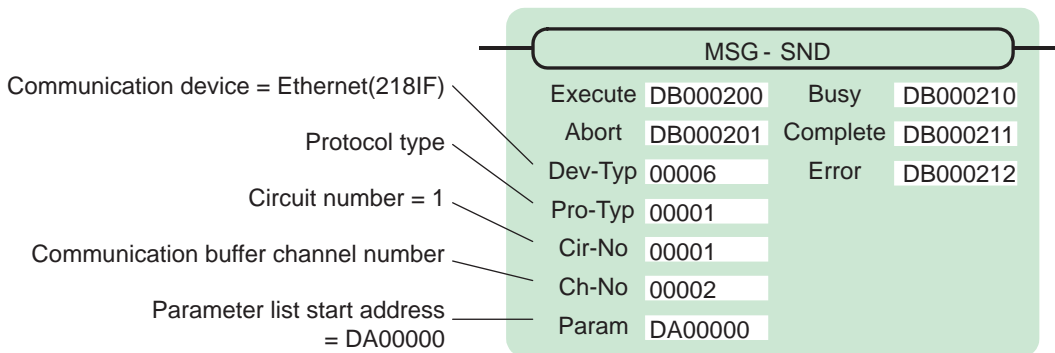 MSG - SND
Communication device = Ethernet(218IF)
Protocol type
Circuit number = 1
Communication buffer channel number
Parameter list start address
= DA00000
Execute DB000200 Busy DB000210
Abort DB000201 Complete DB000211
Dev-Typ 00006 Error DB000212
Pro-Typ 00001
Cir-No 00001
Ch-No 00002
Param DA00000